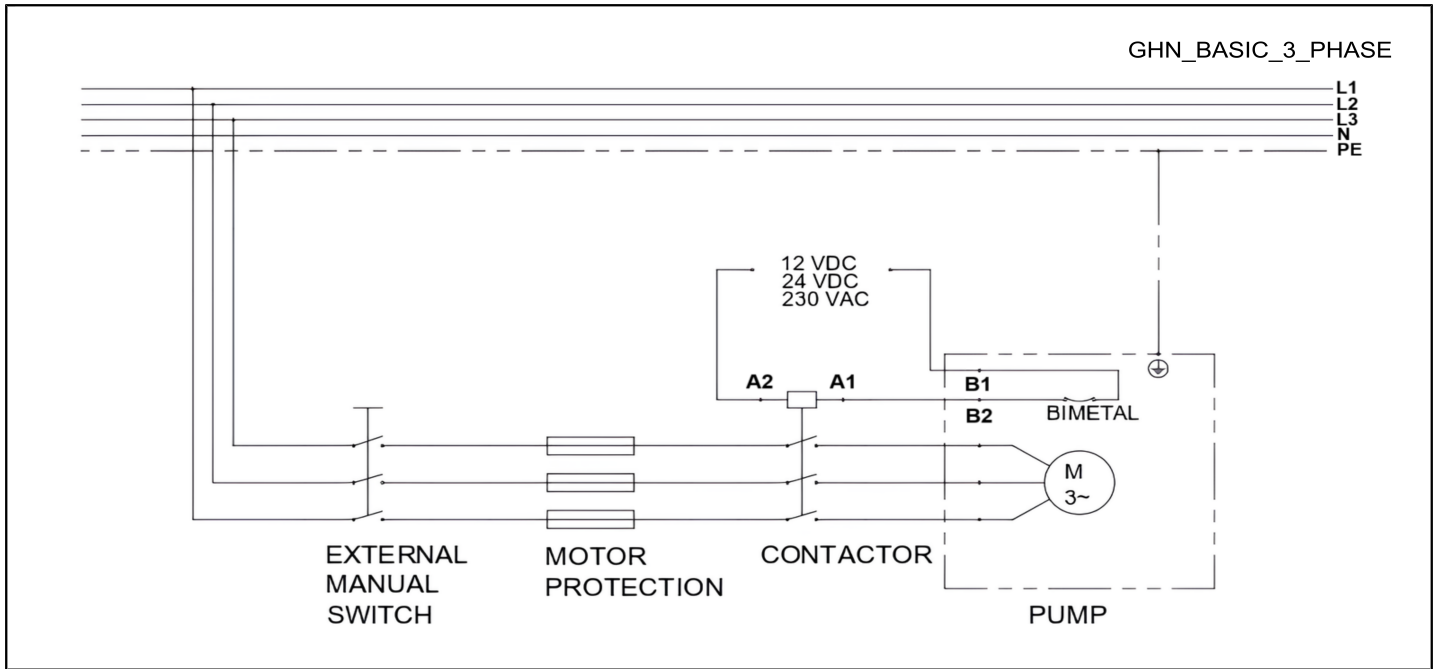 GHN_BASIC_3_PHASE
L1
L2
L3
N
PE
12 VDC
24 VDC
230 VAC
A2
A1
B1
B2
BIMETAL
M
3~
EXTERNAL
MANUAL
SWITCH
MOTOR
PROTECTION
CONTACTOR
PUMP